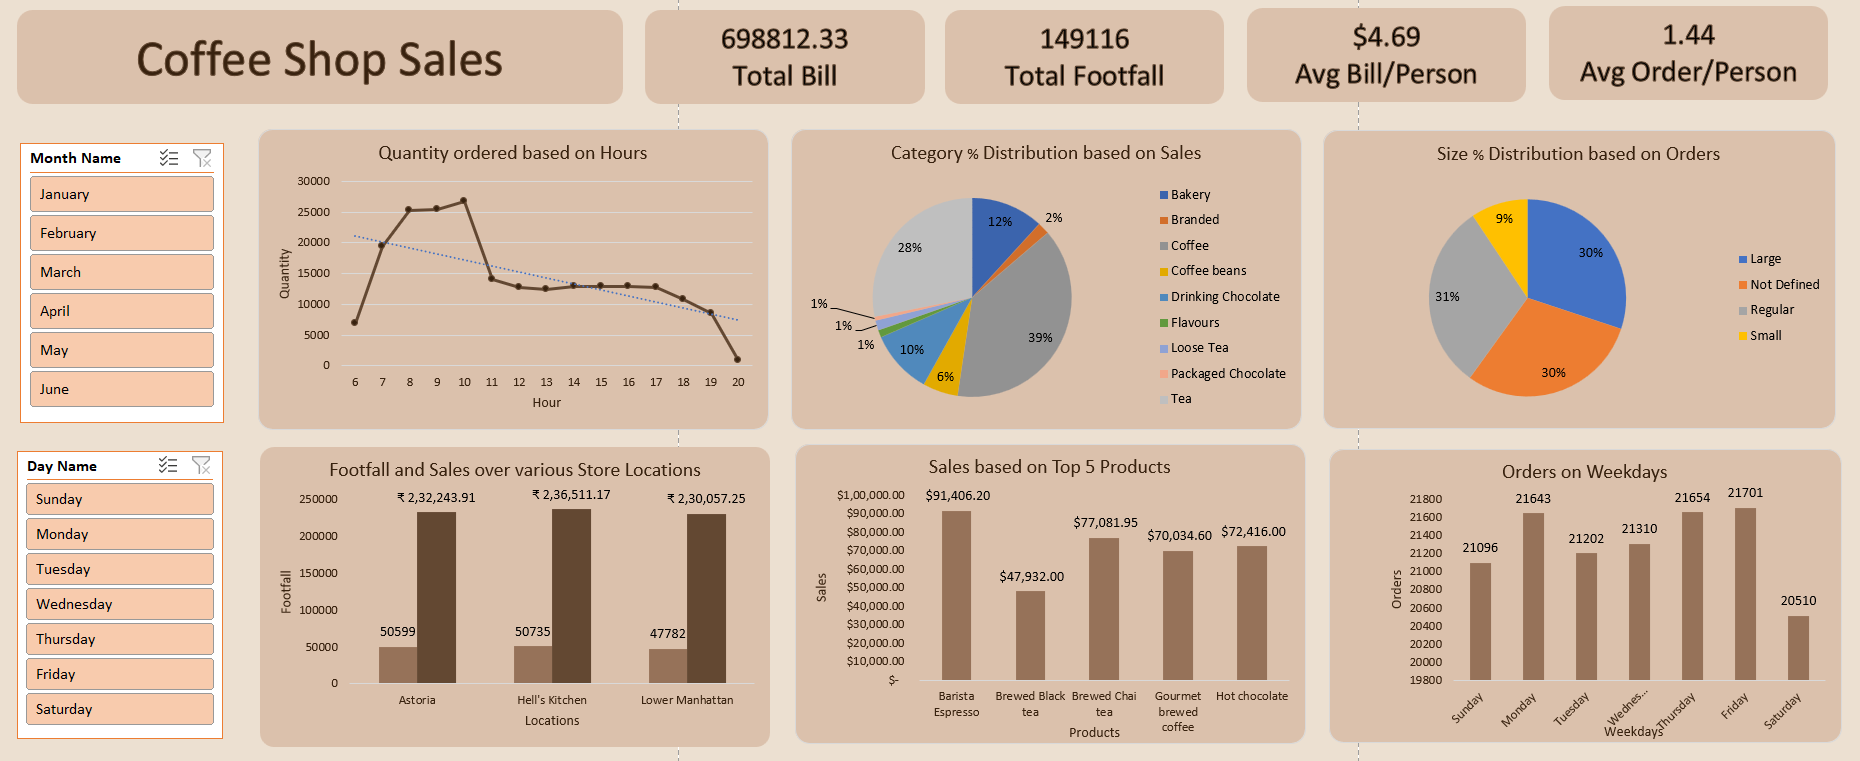 Coffee Shop Sales
698812.33
Total Bill
149116
Total Footfall
$4.69
Avg Bill/Person
1.44
Avg Order/Person
Month Name
January
February
March
April
May
June
Quantity ordered based on Hours
30000
25000
20000
15000
10000
5000
0
Quantity
6 7 8 9 10 11 12 13 14 15 16 17 18 19 20
Hour
Category % Distribution based on Sales
12%
2%
39%
6%
10%
1%
1%
1%
28%
Bakery
Branded
Coffee
Coffee beans
Drinking Chocolate
Flavours
Loose Tea
Packaged Chocolate
Tea
Size % Distribution based on Orders
30%
30%
31%
9%
Large
Not Defined
Regular
Small
Day Name
Sunday
Monday
Tuesday
Wednesday
Thursday
Friday
Saturday
Footfall and Sales over various Store Locations
250000
200000
150000
100000
50000
0
Footfall
₹ 2,32,243.91
₹ 2,36,511.17
₹ 2,30,057.25
50599
50735
47782
Astoria
Hell's Kitchen
Lower Manhattan
Locations
Sales based on Top 5 Products
$1,00,000.00
$90,000.00
$80,000.00
$70,000.00
$60,000.00
$50,000.00
$40,000.00
$30,000.00
$20,000.00
$10,000.00
$-
Sales
$91,406.20
$47,932.00
$77,081.95
$70,034.60
$72,416.00
Barista
Espresso
Brewed Black
tea
Brewed Chai
tea
Gourmet
brewed
coffee
Hot chocolate
Products
Orders on Weekdays
21800
21600
21400
21200
21000
20800
20600
20400
20200
20000
19800
Orders
21096
21643
21202
21310
21654
21701
20510
Sunday
Monday
Tuesday
Wednes...
Thursday
Friday
Saturday
Weekdays